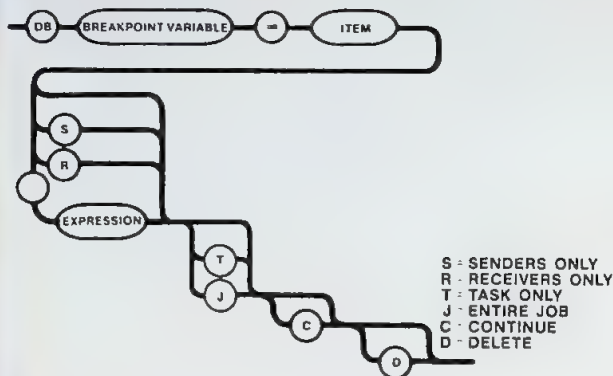 DB BREAKPOINT VARIABLE = ITEM
S
R
EXPRESSION
T
J
C
D
S - SENDERS ONLY
R - RECEIVERS ONLY
T - TASK ONLY
J - ENTIRE JOB
C - CONTINUE
D - DELETE